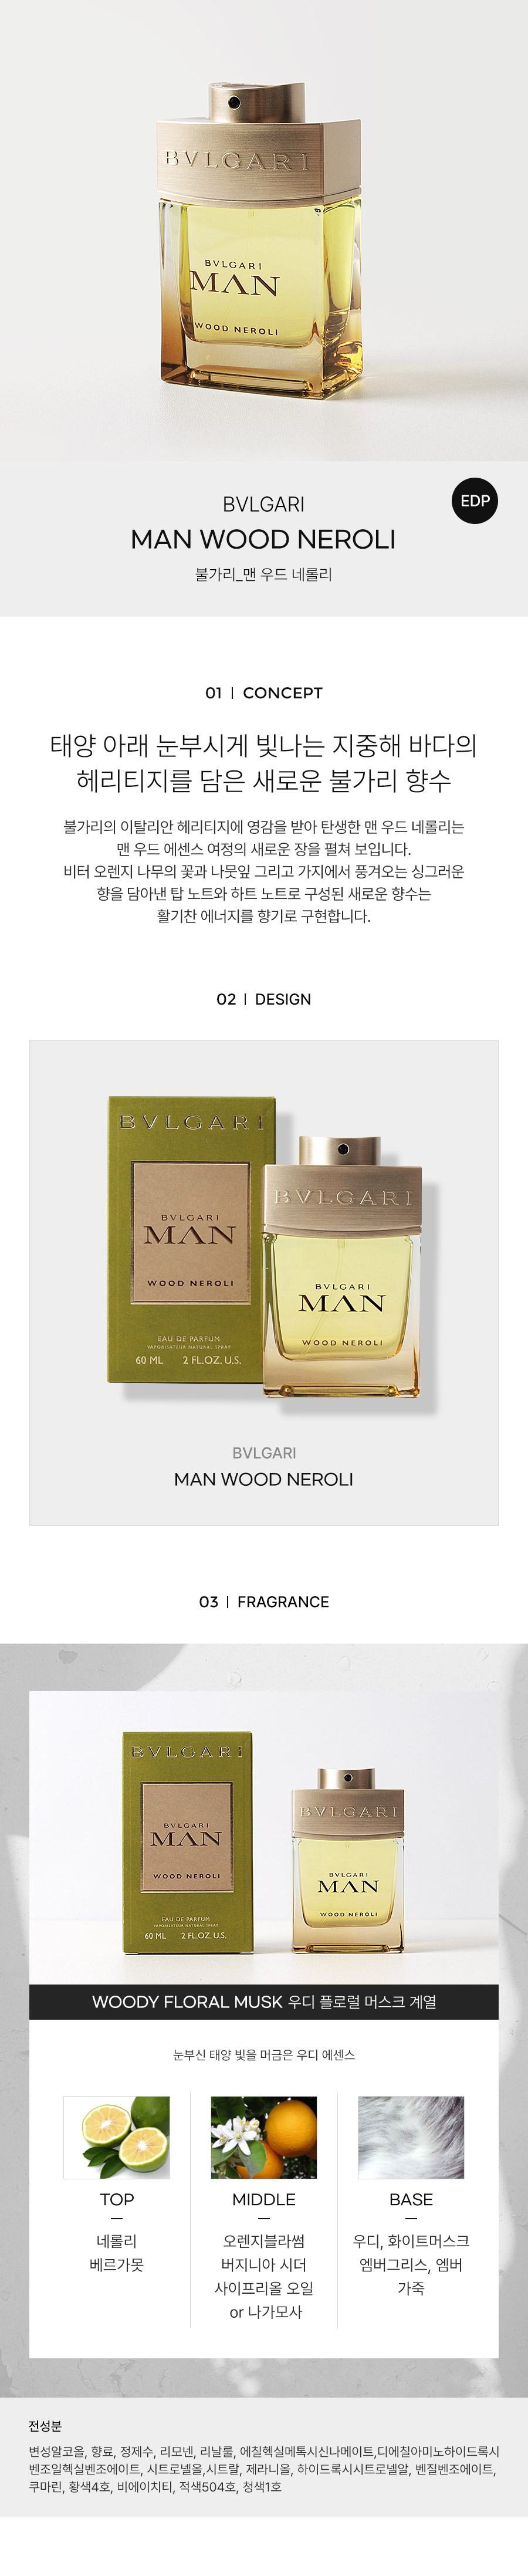 BVLGARI
BVLGARI
MAN
WOOD NEROLI
EDP
BVLGARI
MAN WOOD NEROLI
불가리_맨 우드 네롤리
01 | CONCEPT
태양 아래 눈부시게 빛나는 지중해 바다의
헤리티지를 담은 새로운 불가리 향수
불가리의 이탈리안 헤리티지에 영감을 받아 탄생한 맨 우드 네롤리는
맨 우드 에센스 여정의 새로운 장을 펼쳐 보입니다.
비터 오렌지 나무의 꽃과 나뭇잎 그리고 가지에서 풍겨오는 싱그러운
향을 담아낸 탑 노트와 하트 노트로 구성된 새로운 향수는
활기찬 에너지를 향기로 구현합니다.
02 | DESIGN
BVLGARI
BVLGARI
MAN
WOOD NEROLI
EAU DE PARFUM
VAPORISATEUR NATURAL SPRAY
60 ML 2 FL.OZ. U.S.
BVLGARI
BVLGARI
MAN
WOOD NEROLI
BVLGARI
MAN WOOD NEROLI
03 | FRAGRANCE
BVLGARI
BVLGARI
MAN
WOOD NEROLI
EAU DE PARFUM
VAPORISATEUR NATURAL SPRAY
60 ML 2 FL.OZ. U.S.
BVLGARI
BVLGARI
MAN
WOOD NEROLI
WOODY FLORAL MUSK 우디 플로럴 머스크 계열
눈부신 태양 빛을 머금은 우디 에센스
TOP
네롤리
베르가못
MIDDLE
오렌지블라썸
버지니아 시더
사이프리올 오일
or 나가모사
BASE
우디, 화이트머스크
엠버그리스, 엠버
가죽
전성분
변성알코올, 향료, 정제수, 리모넨, 리날룰, 에칠헥실메톡시신나메이트,디에칠아미노하이드록시
벤조일헥실벤조에이트, 시트로넬올,시트랄, 제라니올, 하이드록시시트로넬알, 벤질벤조에이트,
쿠마린, 황색4호, 비에이치티, 적색504호, 청색1호